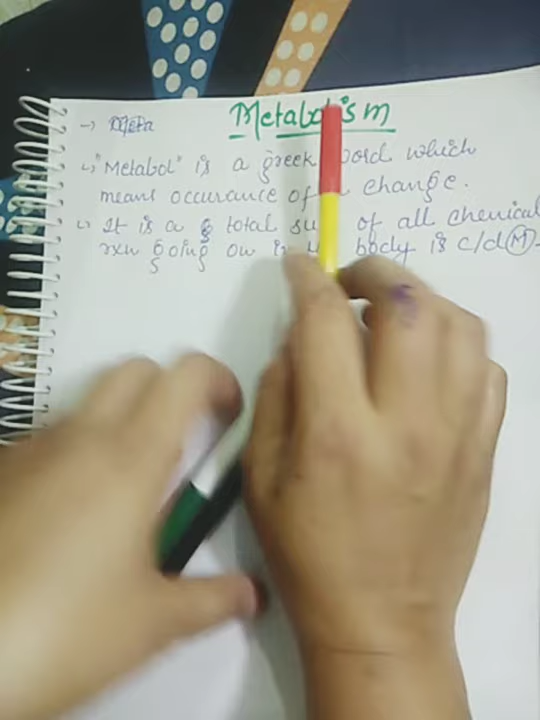 Metabolism
→ Meta
↳ "Metabol" is a greek word which
means occurance of a change.
↳ It is a total sum of all chemical
rxn going on in body is c/d (M)-